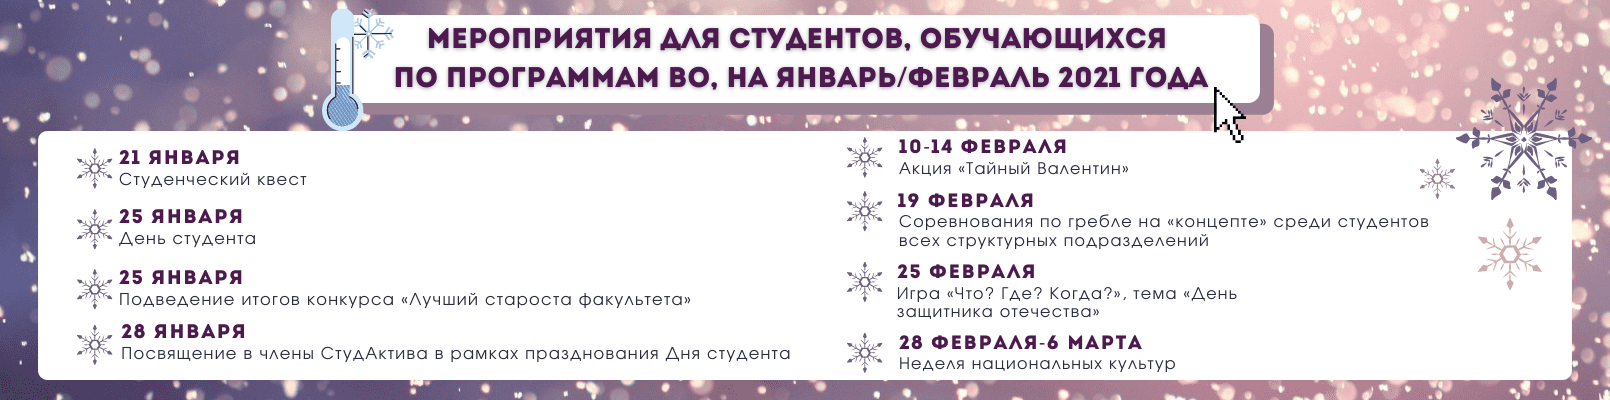 МЕРОПРИЯТИЯ ДЛЯ СТУДЕНТОВ, ОБУЧАЮЩИХСЯ
ПО ПРОГРАММАМ ВО, НА ЯНВАРЬ/ФЕВРАЛЬ 2021 ГОДА
21 ЯНВАРЯ
Студенческий квест
25 ЯНВАРЯ
День студента
25 ЯНВАРЯ
Подведение итогов конкурса «Лучший староста факультета»
28 ЯНВАРЯ
Посвящение в члены СтудАктива в рамках празднования Дня студента
10-14 ФЕВРАЛЯ
Акция «Тайный Валентин»
19 ФЕВРАЛЯ
Соревнования по гребле на «концепте» среди студентов
всех структурных подразделений
25 ФЕВРАЛЯ
Игра «Что? Где? Когда?», тема «День
защитника отечества»
28 ФЕВРАЛЯ-6 МАРТА
Неделя национальных культур